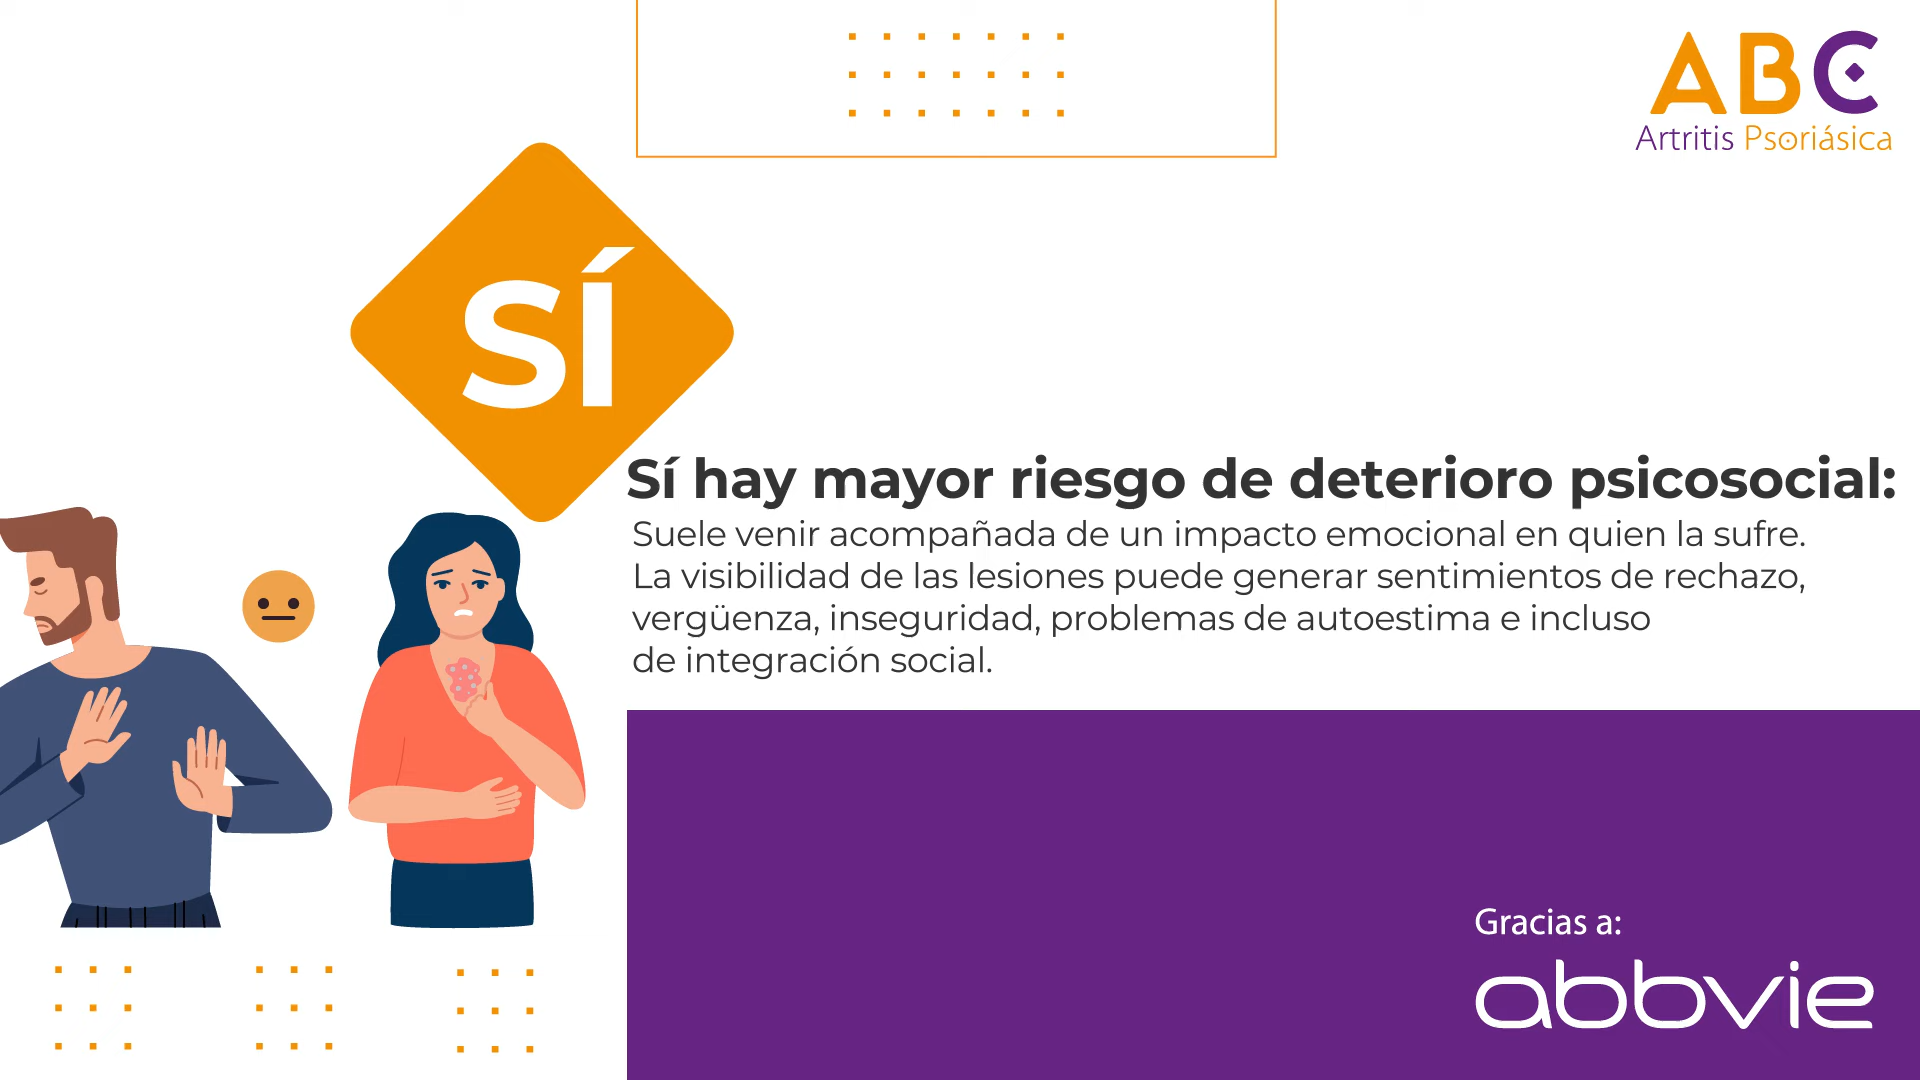 ABC
Artritis Psoriásica
SÍ
Sí hay mayor riesgo de deterioro psicosocial:
Suele venir acompañada de un impacto emocional en quien la sufre.
La visibilidad de las lesiones puede generar sentimientos de rechazo,
vergüenza, inseguridad, problemas de autoestima e incluso
de integración social.
Gracias a:
abbvie